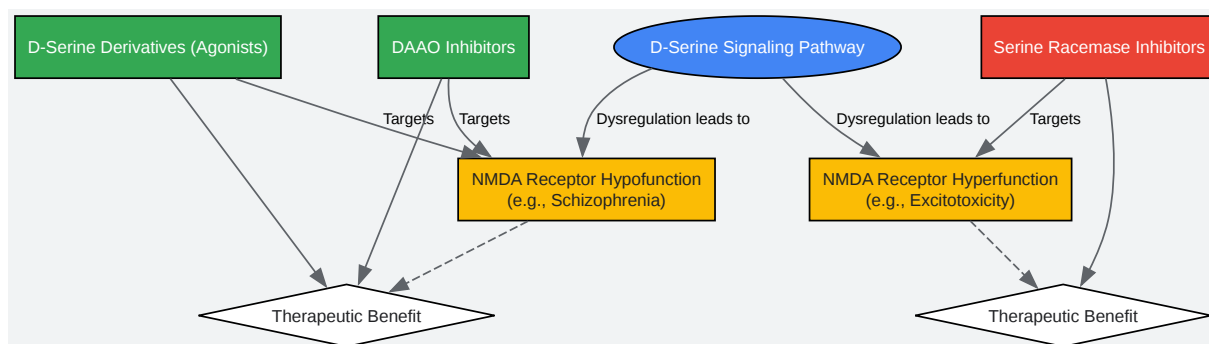 D-Serine Derivatives (Agonists)
DAAO Inhibitors
D-Serine Signaling Pathway
Serine Racemase Inhibitors
Targets
Targets
Dysregulation leads to
Dysregulation leads to
Targets
NMDA Receptor Hypofunction
(e.g., Schizophrenia)
NMDA Receptor Hyperfunction
(e.g., Excitotoxicity)
Therapeutic Benefit
Therapeutic Benefit